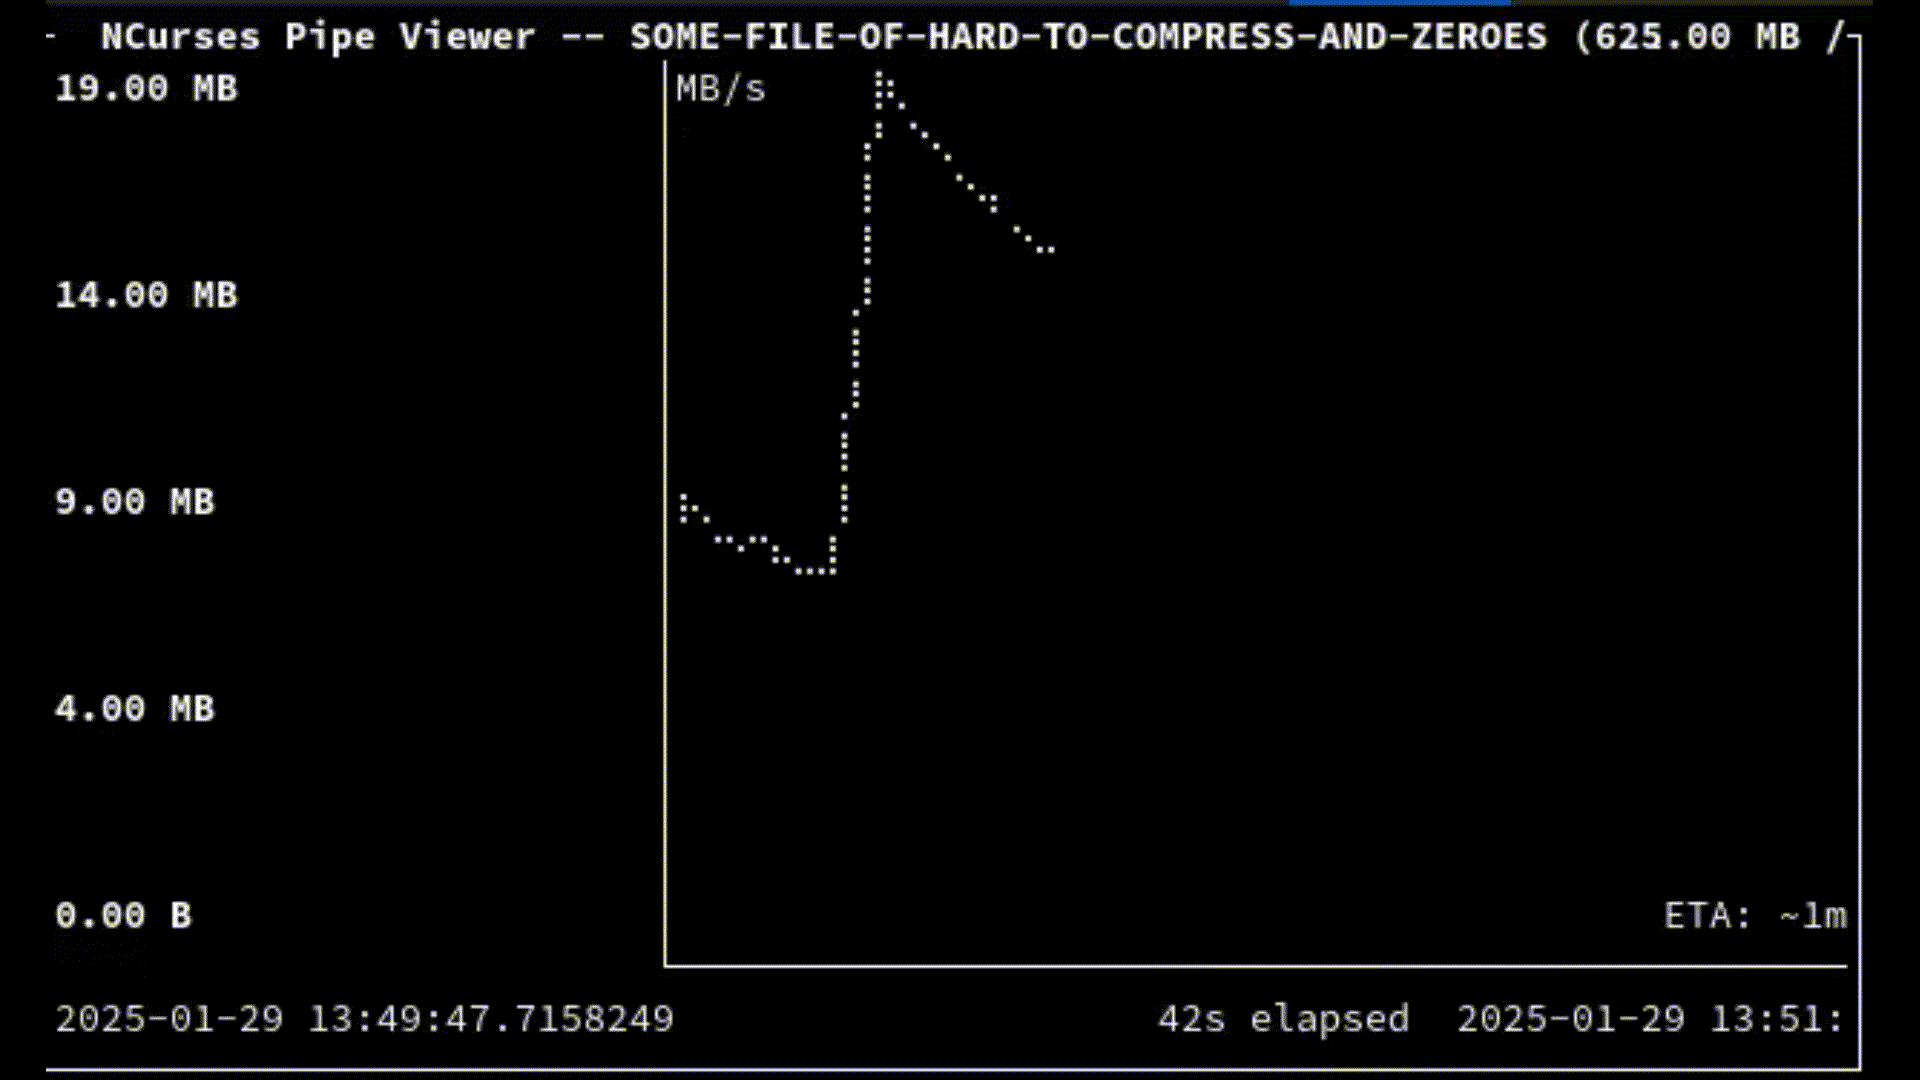 NCurses Pipe Viewer -- SOME-FILE-OF-HARD-TO-COMPRESS-AND-ZEROES (625.00 MB /
19.00 MB
MB/s
14.00 MB
9.00 MB
4.00 MB
0.00 B
ETA: ~1m
2025-01-29 13:49:47.7158249
42s elapsed 2025-01-29 13:51: